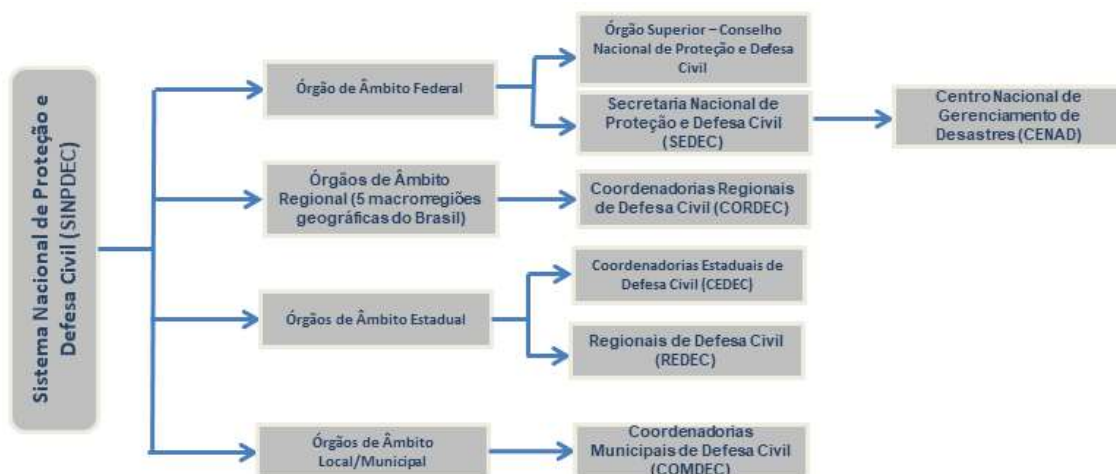 Sistema Nacional de Proteção e
Defesa Civil (SINPDEC)
Órgão de Âmbito Federal
Órgão Superior – Conselho
Nacional de Proteção e Defesa
Civil
Secretaria Nacional de
Proteção e Defesa Civil
(SEDEC)
Centro Nacional de
Gerenciamento de
Desastres (CENAD)
Órgãos de Âmbito
Regional (5 macrorregiões
geográficas do Brasil)
Coordenadorias Regionais
de Defesa Civil (CORDEC)
Órgãos de Âmbito Estadual
Coordenadorias Estaduais de
Defesa Civil (CEDEC)
Regionais de Defesa Civil
(REDEC)
Órgãos de Âmbito
Local/Municipal
Coordenadorias
Municipais de Defesa Civil
(COMDEC)